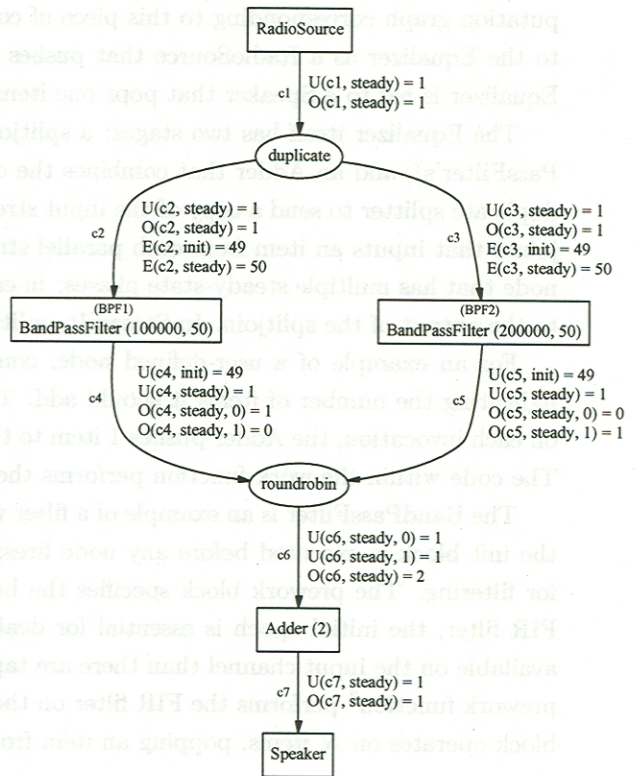 RadioSource
c1
U(c1, steady) = 1
O(c1, steady) = 1
duplicate
c2
U(c2, steady) = 1
O(c2, steady) = 1
E(c2, init) = 49
E(c2, steady) = 50
c3
U(c3, steady) = 1
O(c3, steady) = 1
E(c3, init) = 49
E(c3, steady) = 50
(BPF1)
BandPassFilter (100000, 50)
(BPF2)
BandPassFilter (200000, 50)
c4
U(c4, init) = 49
U(c4, steady) = 1
O(c4, steady, 0) = 1
O(c4, steady, 1) = 0
c5
U(c5, init) = 49
U(c5, steady) = 1
O(c5, steady, 0) = 0
O(c5, steady, 1) = 1
roundrobin
c6
U(c6, steady, 0) = 1
U(c6, steady, 1) = 1
O(c6, steady) = 2
Adder (2)
c7
U(c7, steady) = 1
O(c7, steady) = 1
Speaker